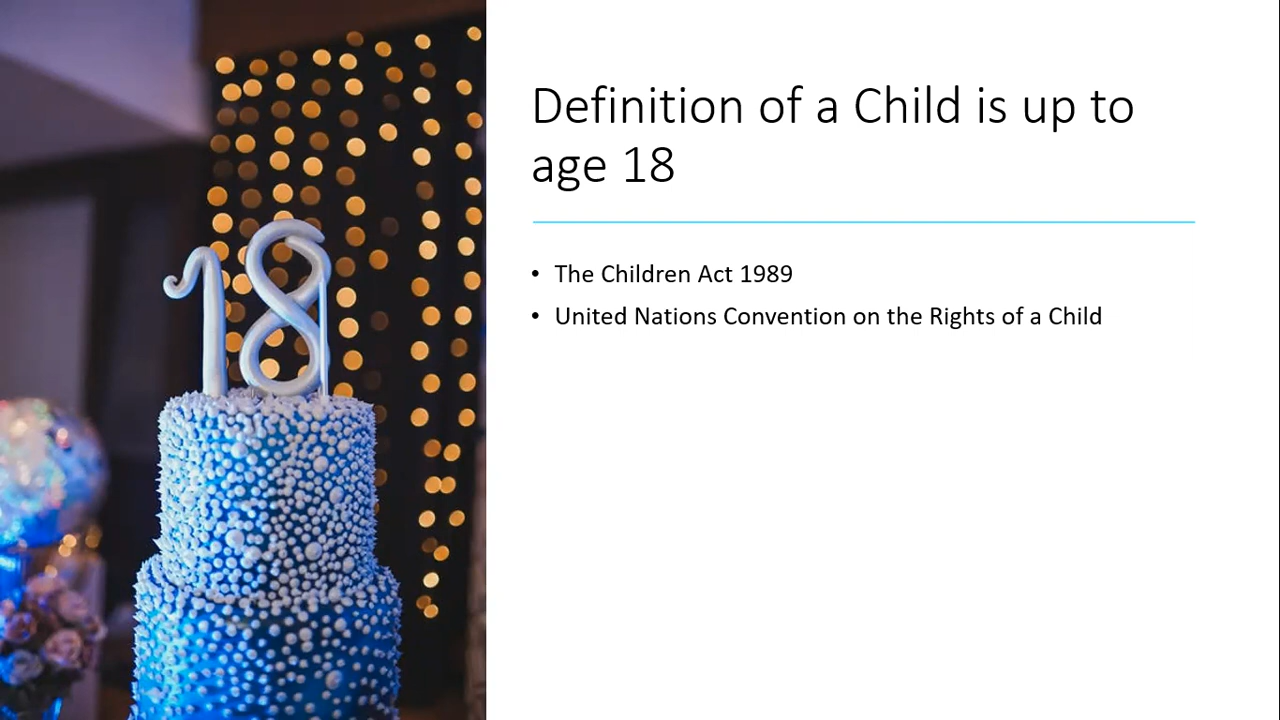 18
Definition of a Child is up to
age 18
• The Children Act 1989
• United Nations Convention on the Rights of a Child